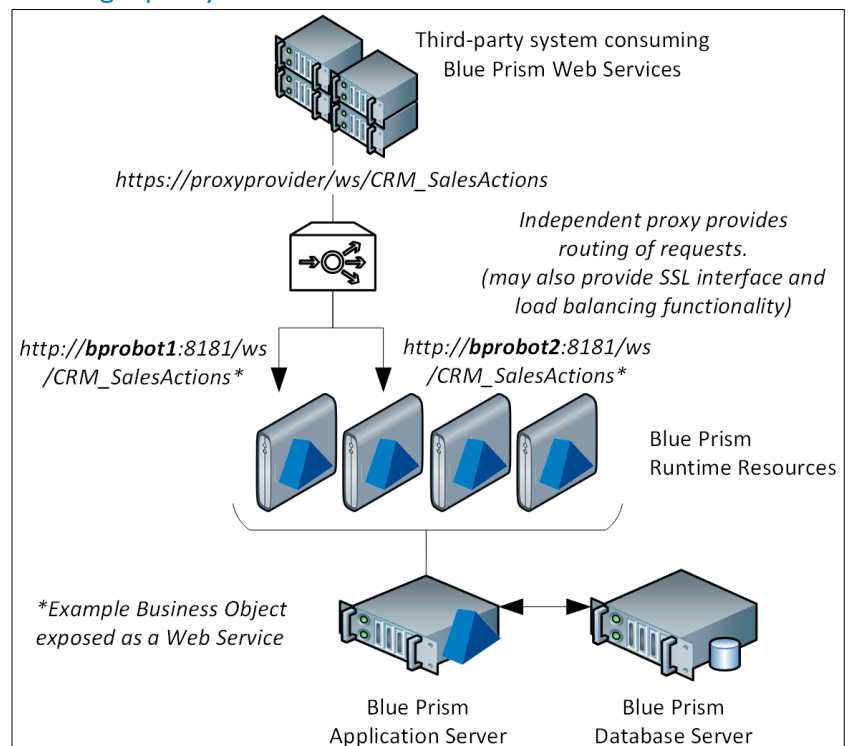 Third-party system consuming
Blue Prism Web Services
https://proxyprovider/ws/CRM_SalesActions
Independent proxy provides
routing of requests.
(may also provide SSL interface and
load balancing functionality)
http://bprobot1:8181/ws
/CRM_SalesActions*
http://bprobot2:8181/ws
/CRM_SalesActions*
Blue Prism
Runtime Resources
*Example Business Object
exposed as a Web Service
Blue Prism
Application Server
Blue Prism
Database Server